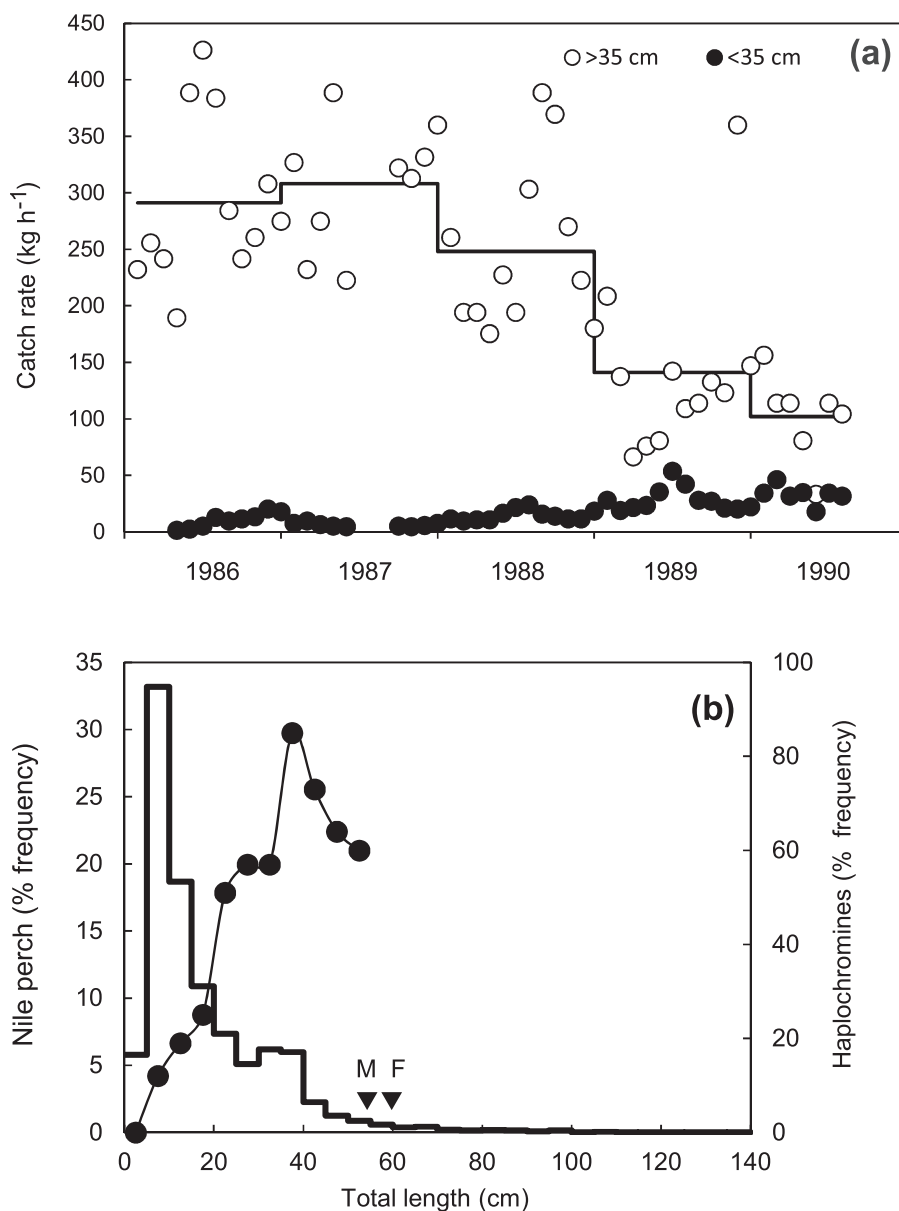 (a)
>35 cm
<35 cm
Catch rate (kg h-1)
450
400
350
300
250
200
150
100
50
0
1986
1987
1988
1989
1990
(b)
Nile perch (% frequency)
35
30
25
20
15
10
5
0
Haplochromines (% frequency)
100
80
60
40
20
0
M F
0 20 40 60 80 100 120 140
Total length (cm)